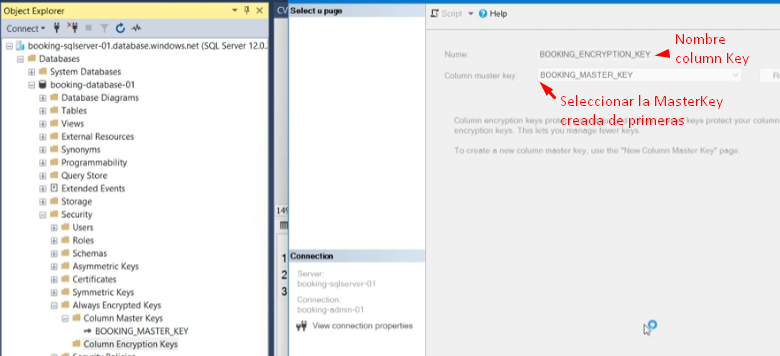 Object Explorer
Connect
booking-sqlserver-01.database.windows.net (SQL Server 12.0..
Databases
System Databases
booking-database-01
Database Diagrams
Tables
Views
External Resources
Synonyms
Programmability
Query Store
Extended Events
Storage
Security
Users
Roles
Schemas
Asymmetric Keys
Certificates
Symmetric Keys
Always Encrypted Keys
Column Master Keys
BOOKING_MASTER_KEY
Column Encryption Keys
Security Policies
CV
149
1
2
3
Select a page
Connection
Server:
booking-sqlserver-01
Connection:
booking-admin-01
View connection properties
Script
Help
Name:
BOOKING_ENCRYPTION_KEY
Nombre
column Key
Column master key:
BOOKING_MASTER_KEY
Seleccionar la MasterKey
creada de primeras
Column encryption keys protect keys protect your column
encryption keys. This lets you manage fewer keys.
To create a new column master key, use the "New Column Master Key" page.